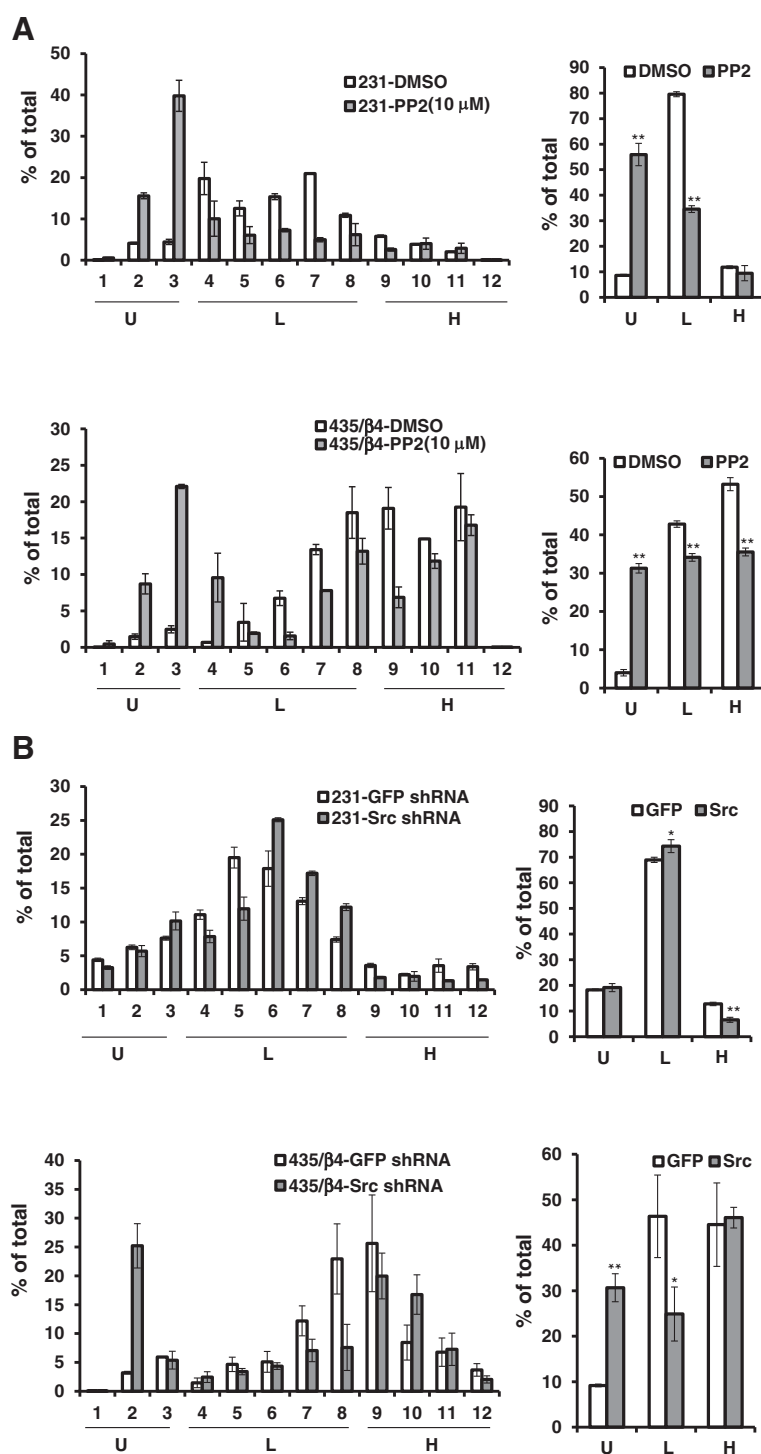 A
% of total
50
40
30
20
10
0
231-DMSO
231-PP2(10 μM)
1 2 3 4 5 6 7 8 9 10 11 12
U L H
% of total
90
80
70
60
50
40
30
20
10
0
DMSO PP2
**
**
U L H
% of total
30
25
20
15
10
5
0
435/β4-DMSO
435/β4-PP2(10 μM)
1 2 3 4 5 6 7 8 9 10 11 12
U L H
% of total
60
50
40
30
20
10
0
DMSO PP2
** ** **
U L H
B
% of total
30
25
20
15
10
5
0
231-GFP shRNA
231-Src shRNA
1 2 3 4 5 6 7 8 9 10 11 12
U L H
% of total
90
80
70
60
50
40
30
20
10
0
GFP Src
*
**
U L H
% of total
40
35
30
25
20
15
10
5
0
435/β4-GFP shRNA
435/β4-Src shRNA
1 2 3 4 5 6 7 8 9 10 11 12
U L H
% of total
60
50
40
30
20
10
0
GFP Src
**
*
U L H